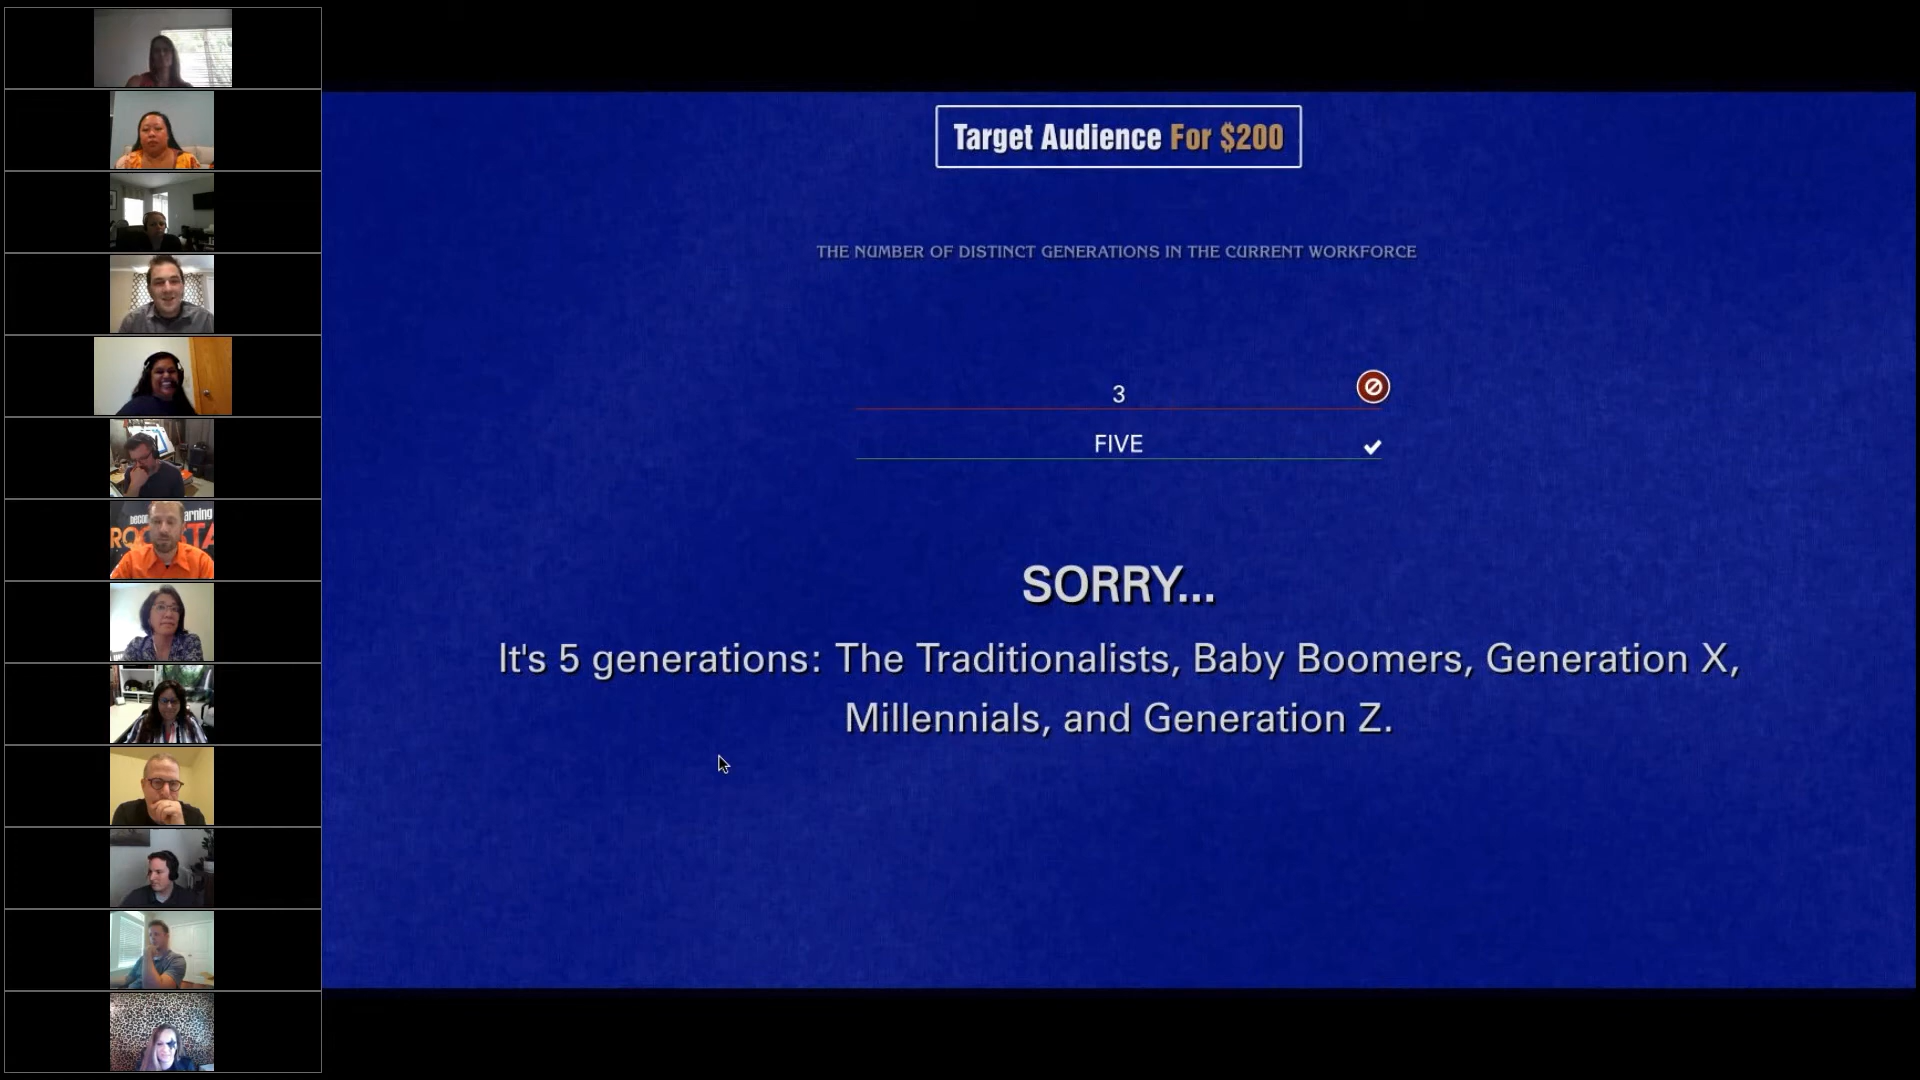 Target Audience For $200
THE NUMBER OF DISTINCT GENERATIONS IN THE CURRENT WORKFORCE
3
FIVE
SORRY...
It's 5 generations: The Traditionalists, Baby Boomers, Generation X,
Millennials, and Generation Z.